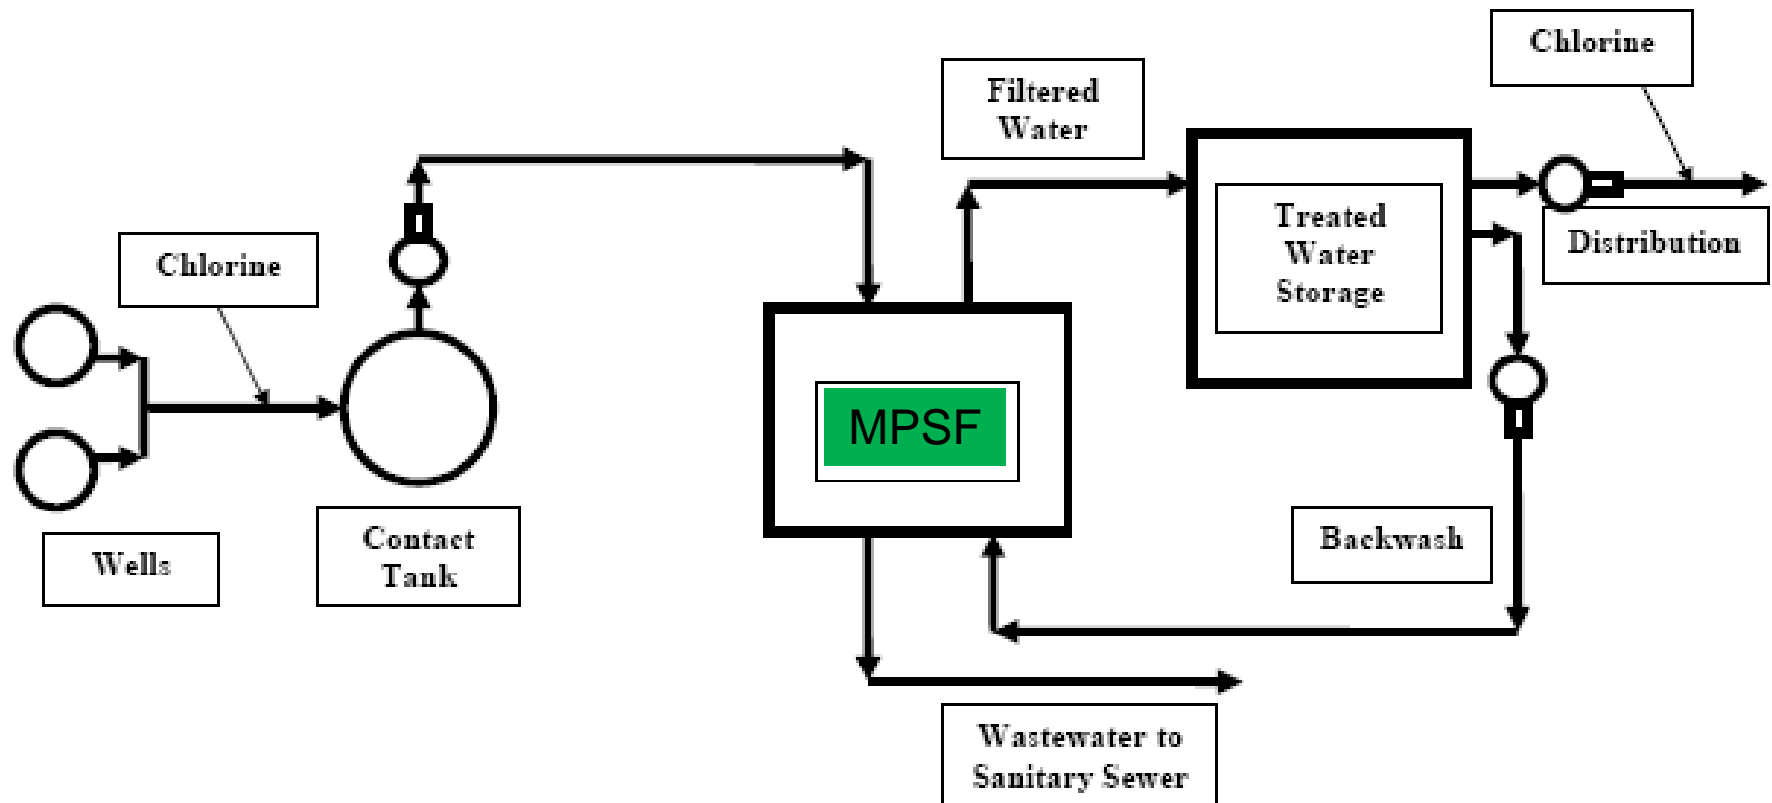 Chlorine
Filtered
Water
Treated
Water
Storage
Distribution
Chlorine
MPSF
Wells
Contact
Tank
Backwash
Wastewater to
Sanitary Sewer